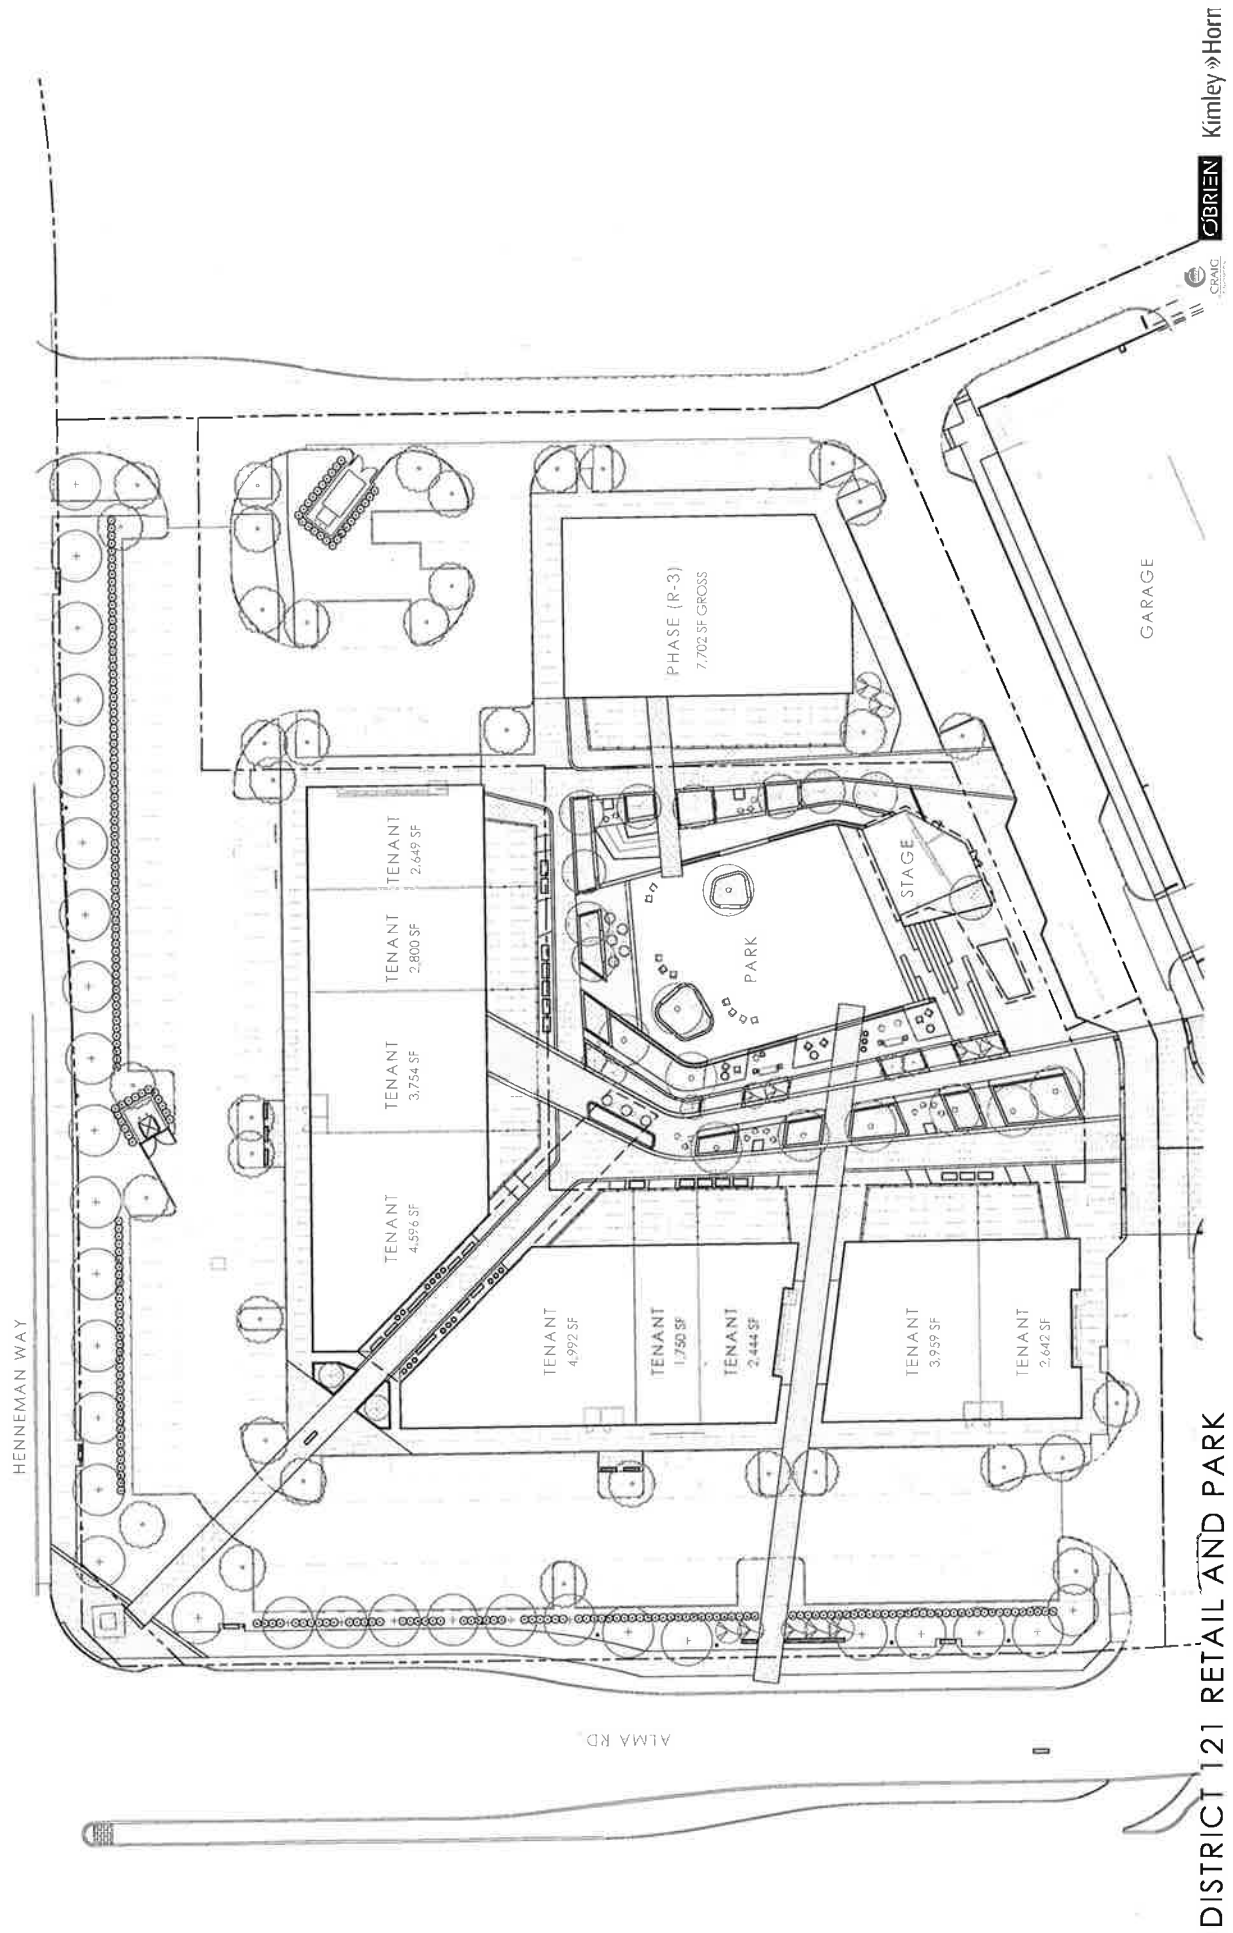 HENNEMAN WAY
TENANT
2,649 SF
TENANT
2,800 SF
TENANT
3,754 SF
TENANT
4,596 SF
PHASE (R-3)
7,702 SF GROSS
GARAGE
STAGE
PARK
TENANT
4,992 SF
TENANT
1,750 SF
TENANT
2,444 SF
TENANT
3,959 SF
TENANT
2,642 SF
ALMA RD.
DISTRICT 121 RETAIL AND PARK
CRAIG
O'BRIEN
Kimley»Horn